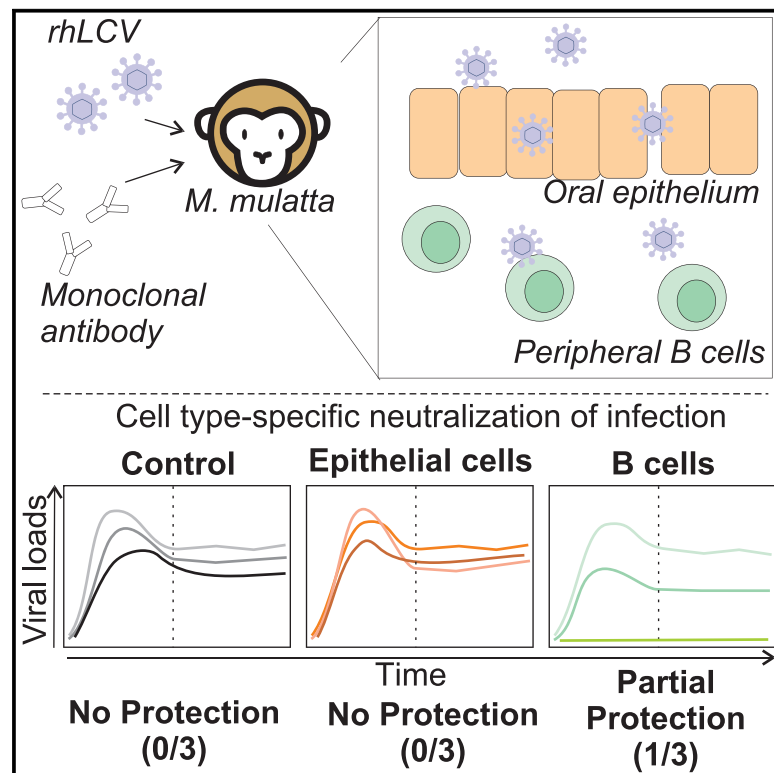 rhLCV
M. mulatta
Monoclonal
antibody
Oral epithelium
Peripheral B cells
Cell type-specific neutralization of infection
Control
Epithelial cells
B cells
Viral loads
Time
No Protection
(0/3)
No Protection
(0/3)
Partial
Protection
(1/3)